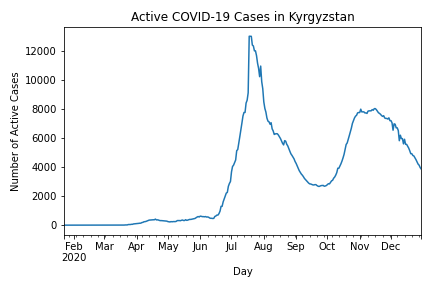 Active COVID-19 Cases in Kyrgyzstan
Number of Active Cases
12000
10000
8000
6000
4000
2000
0
Feb Mar Apr May Jun Jul Aug Sep Oct Nov Dec
2020
Day